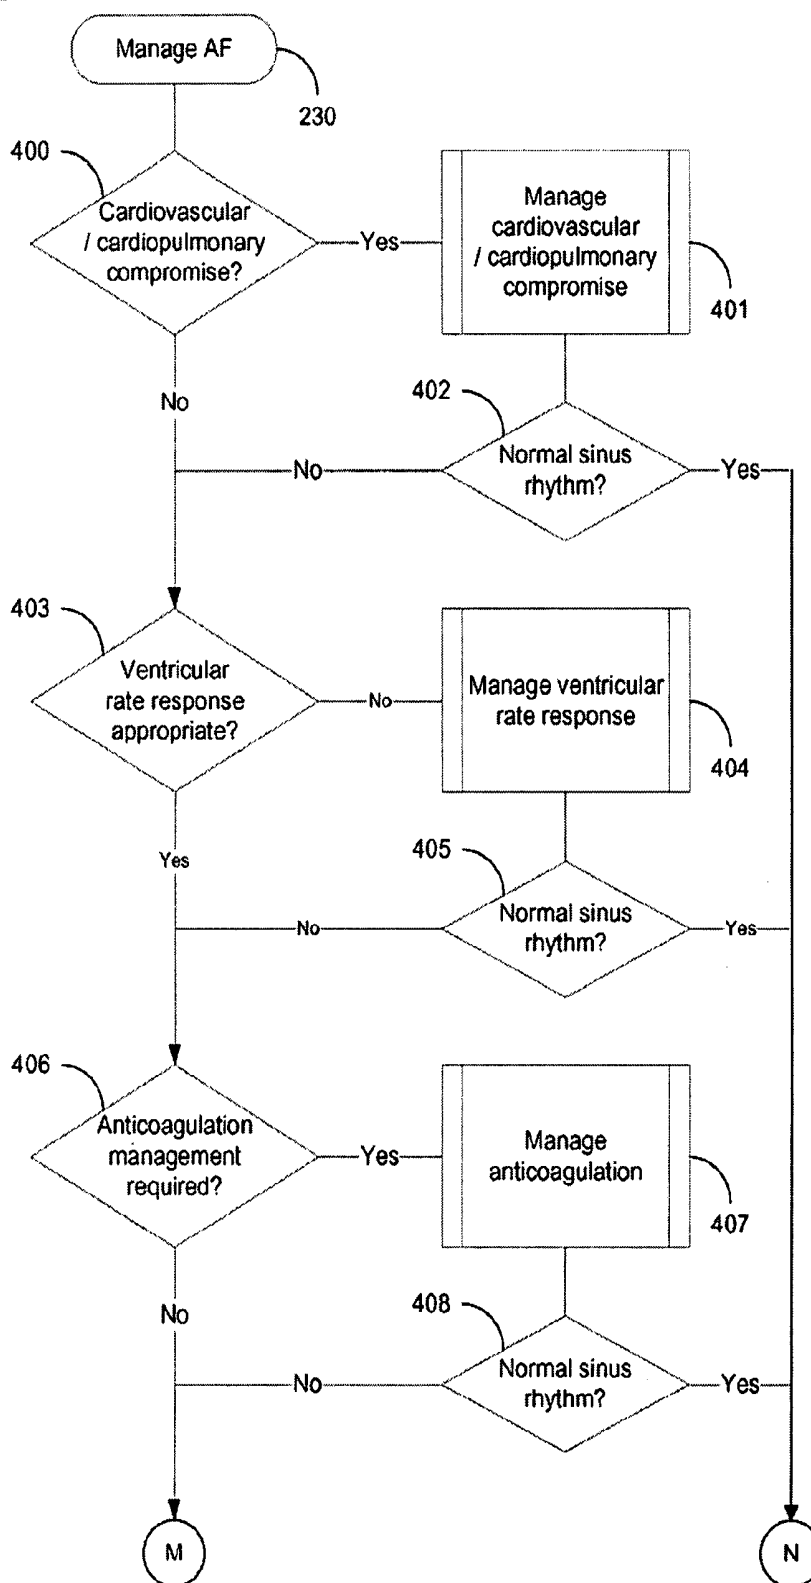 Manage AF
230
400
Cardiovascular
/ cardiopulmonary
compromise?
Yes
Manage
cardiovascular
/ cardiopulmonary
compromise
401
No
402
Normal sinus
rhythm?
No
Yes
403
Ventricular
rate response
appropriate?
No
Manage ventricular
rate response
404
Yes
405
Normal sinus
rhythm?
No
Yes
406
Anticoagulation
management
required?
Yes
Manage
anticoagulation
407
No
408
Normal sinus
rhythm?
No
Yes
M
N